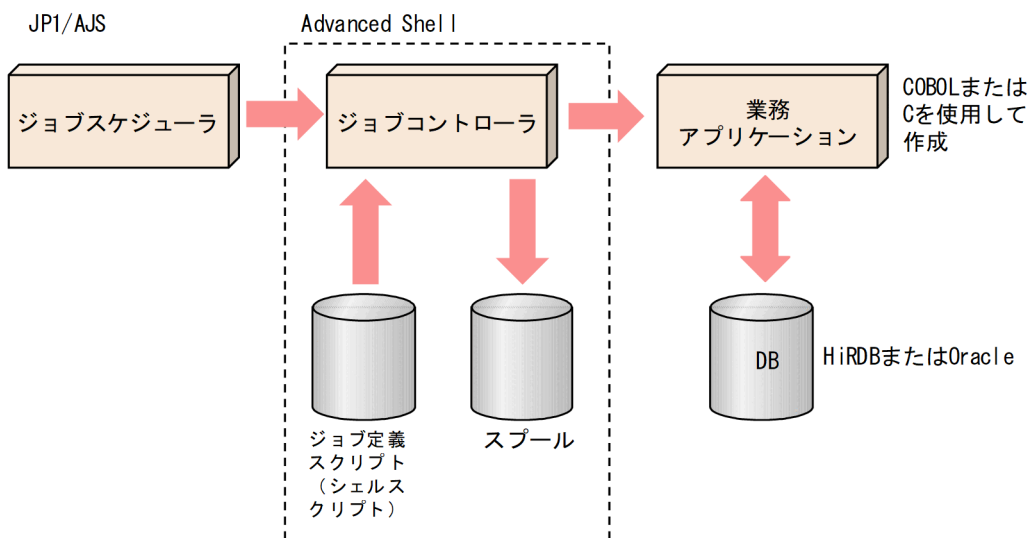 JP1/AJS
Advanced Shell
ジョブスケジューラ
ジョブコントローラ
業務
アプリケーション
COBOLまたは
Cを使用して
作成
ジョブ定義
スクリプト
（シェルス
クリプト）
スプール
DB
HiRDBまたはOracle